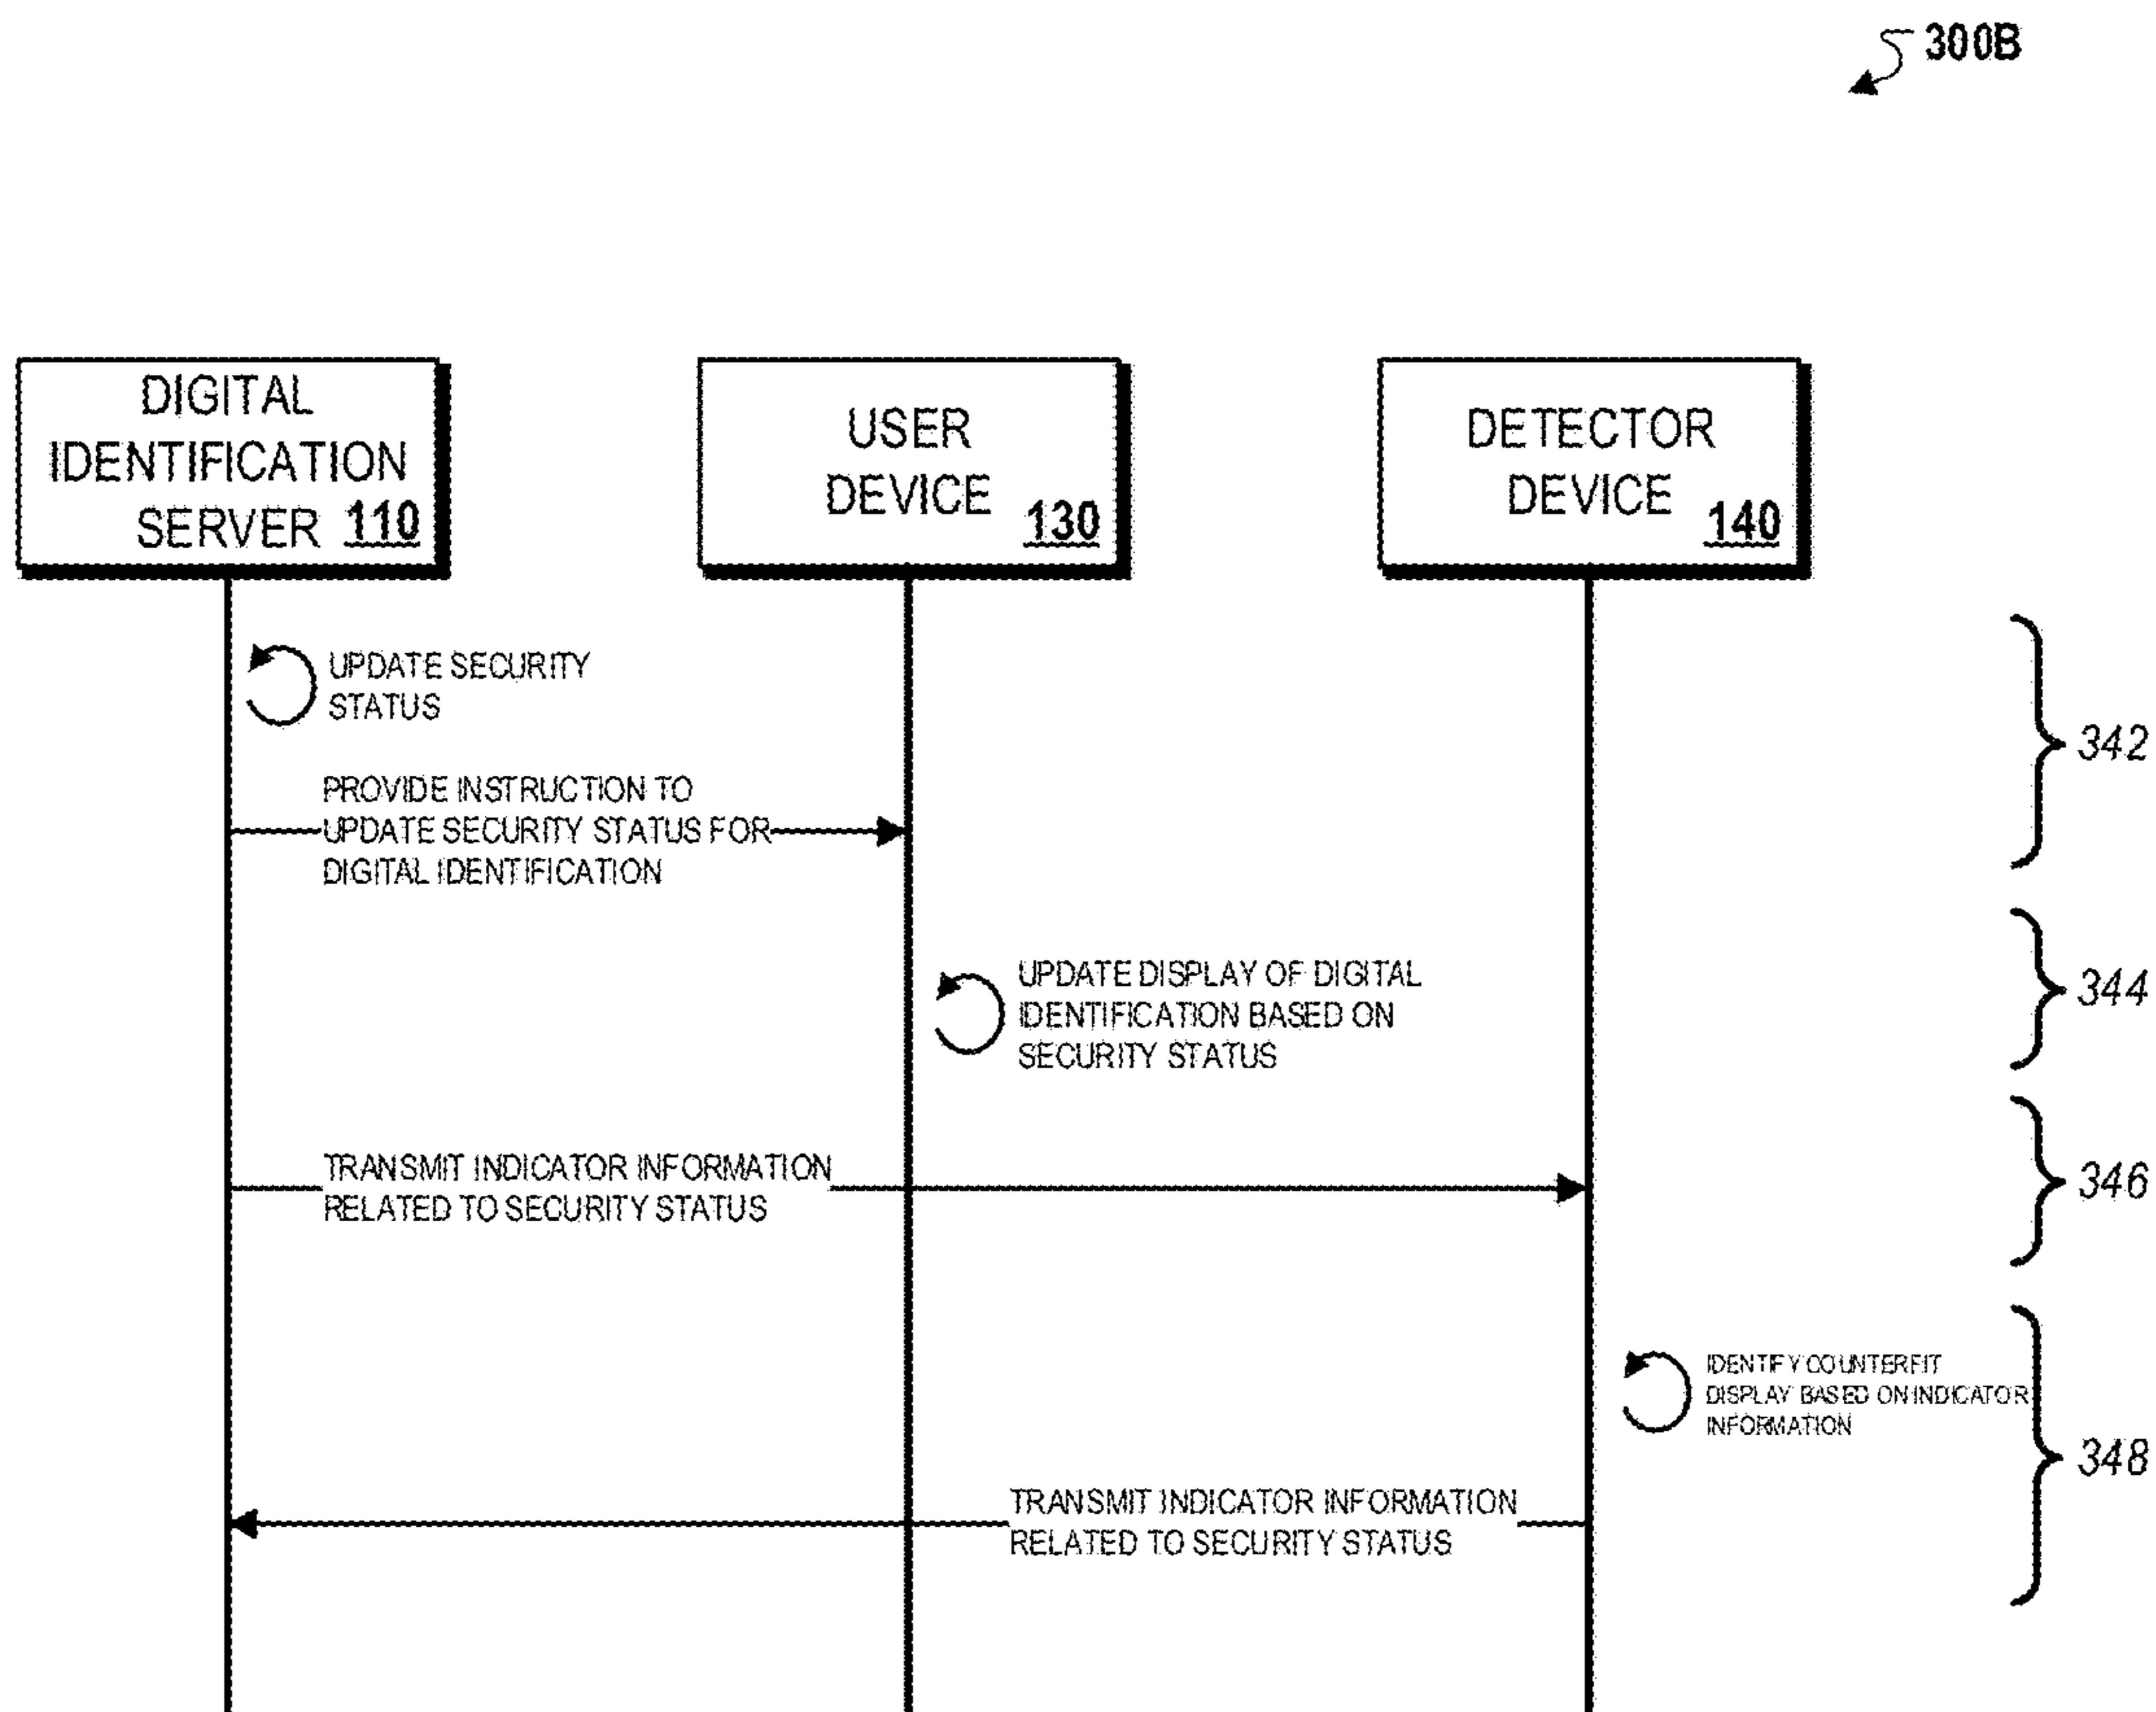 300B
DIGITAL
IDENTIFICATION
SERVER 110
USER
DEVICE 130
DETECTOR
DEVICE 140
UPDATE SECURITY
STATUS
342
PROVIDE INSTRUCTION TO
UPDATE SECURITY STATUS FOR
DIGITAL IDENTIFICATION
UPDATE DISPLAY OF DIGITAL
IDENTIFICATION BASED ON
SECURITY STATUS
344
TRANSMIT INDICATOR INFORMATION
RELATED TO SECURITY STATUS
346
IDENTIFY COUNTERFIT
DISPLAY BASED ON INDICATOR
INFORMATION
348
TRANSMIT INDICATOR INFORMATION
RELATED TO SECURITY STATUS